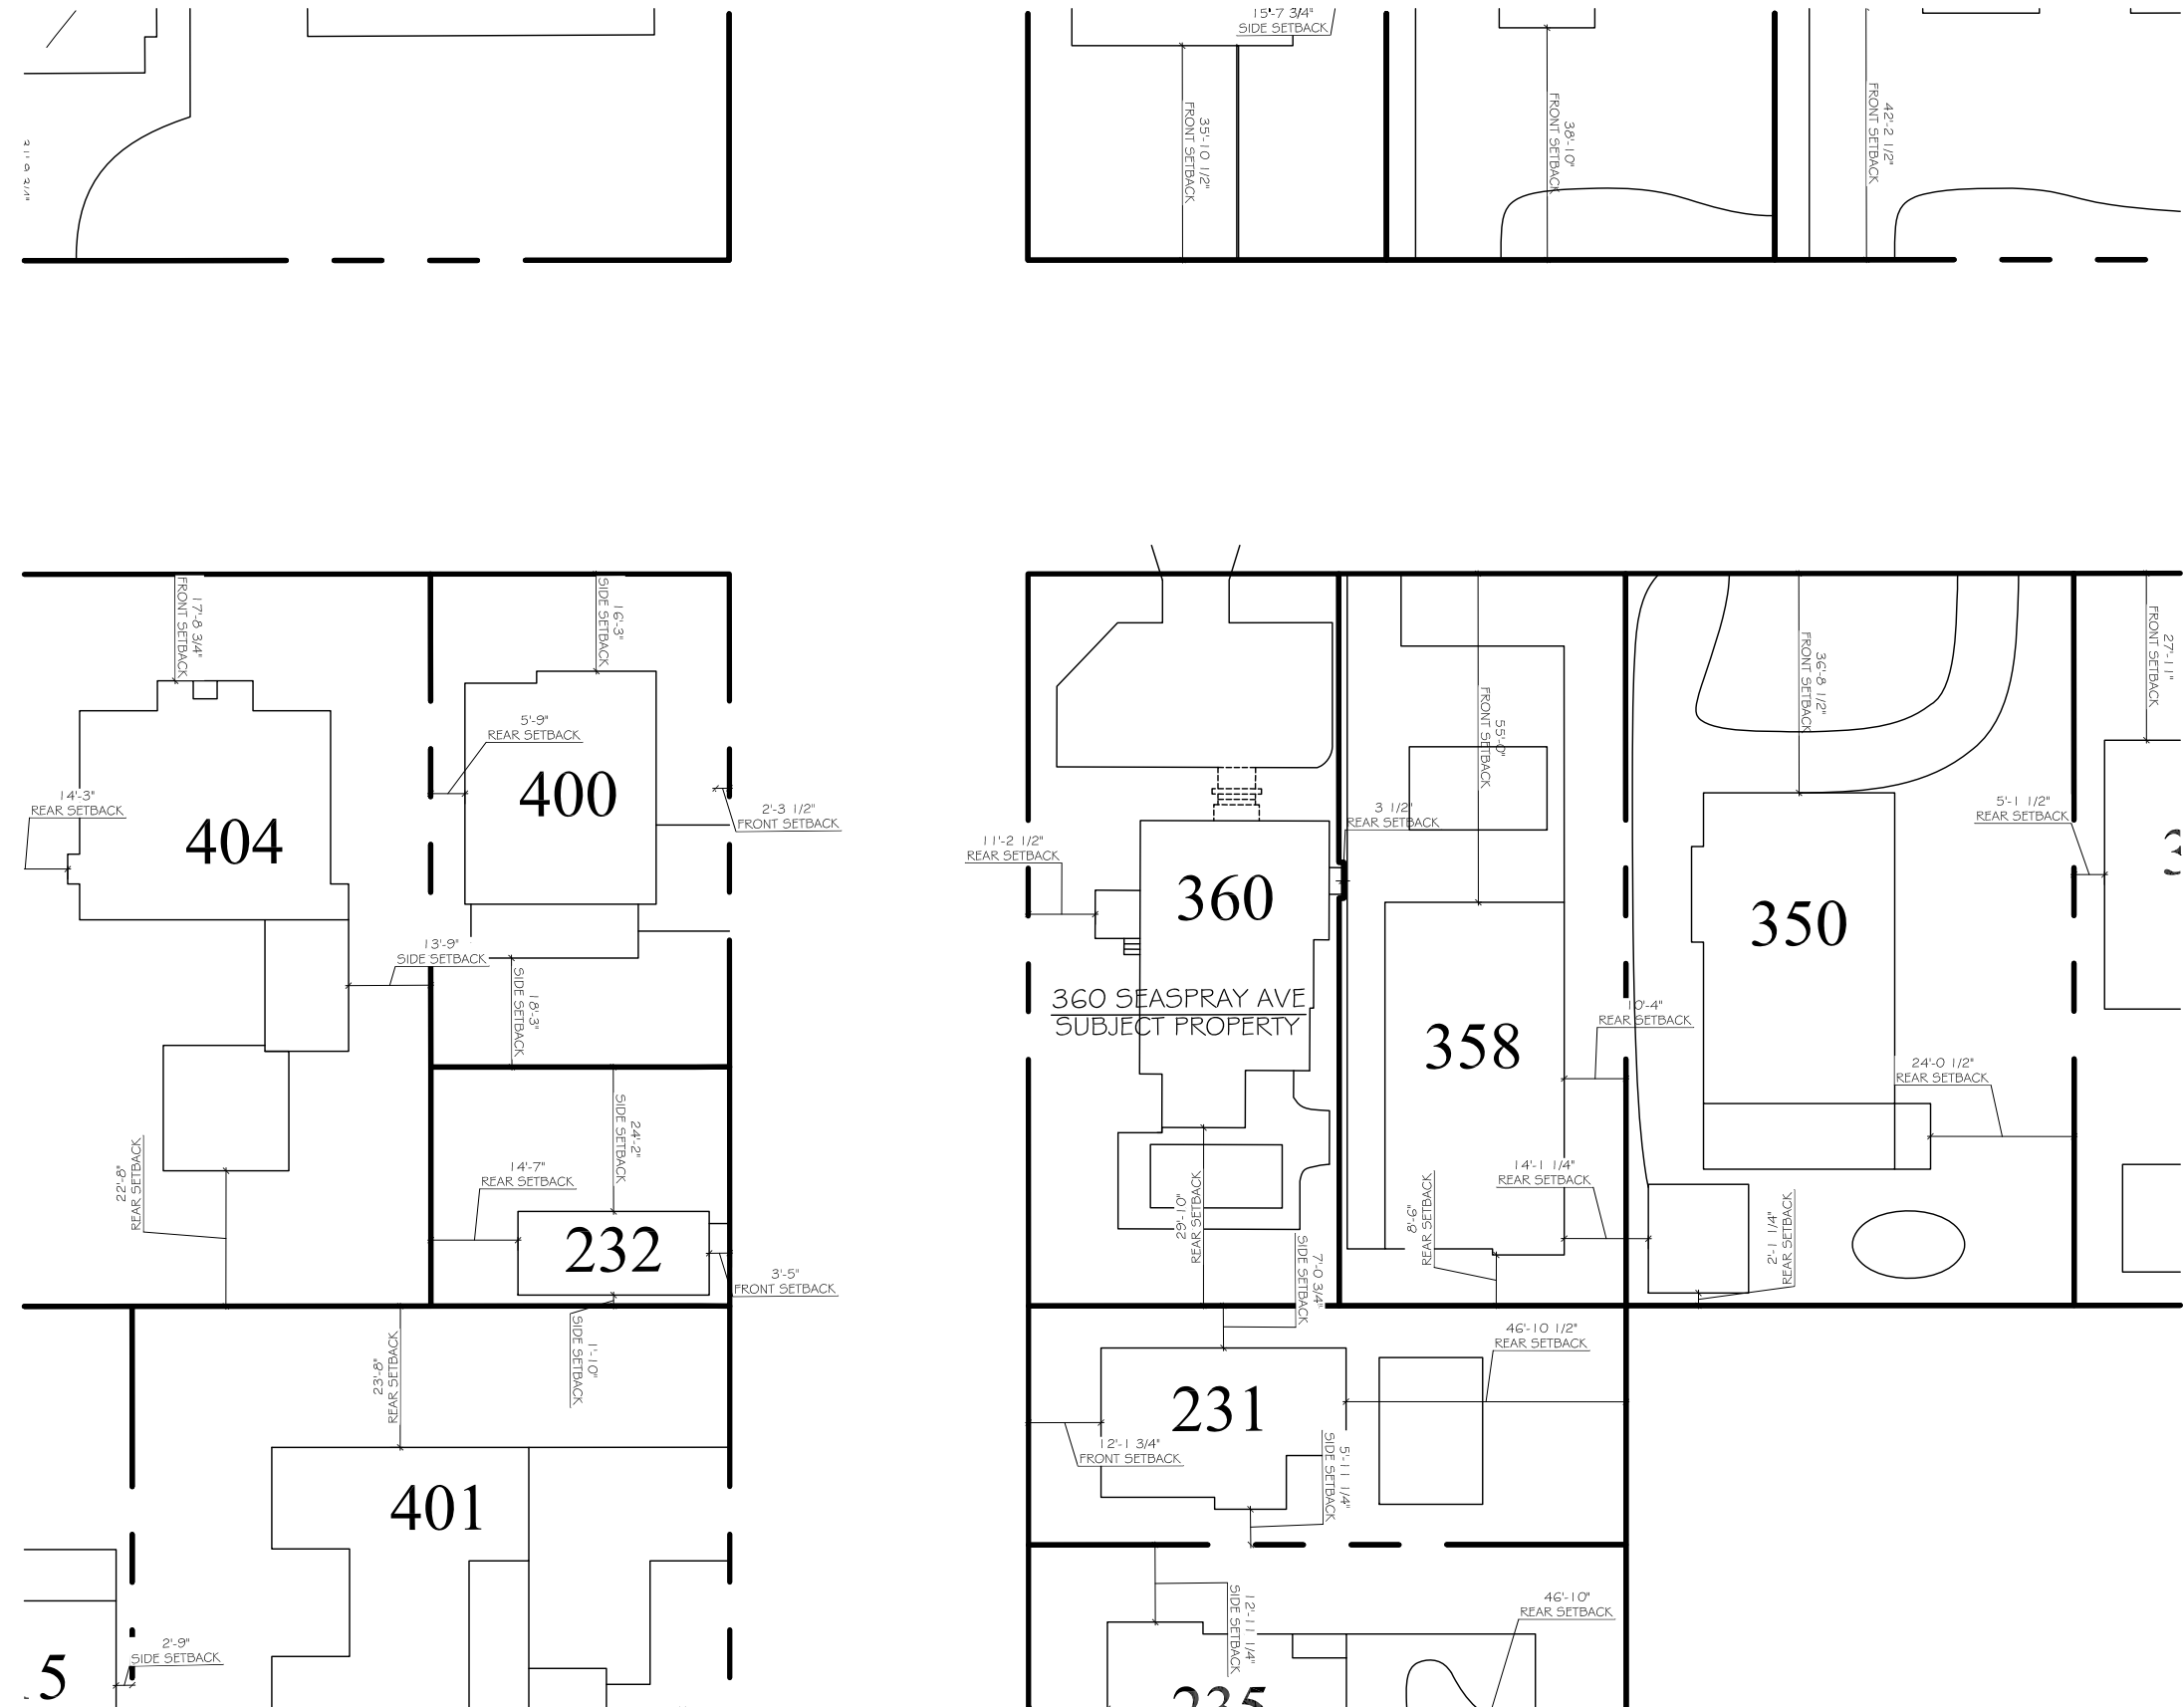 15'-7 3/4"
SIDE SETBACK
35'-10 1/2"
FRONT SETBACK
38'-10"
FRONT SETBACK
42'-2 1/2"
FRONT SETBACK
17'-8 3/4"
FRONT SETBACK
16'-3"
SIDE SETBACK
5'-9"
REAR SETBACK
400
14'-3"
REAR SETBACK
404
2'-3 1/2"
FRONT SETBACK
13'-9"
SIDE SETBACK
18'-3"
SIDE SETBACK
24'-2"
SIDE SETBACK
14'-7"
REAR SETBACK
22'-8"
REAR SETBACK
232
3'-5"
FRONT SETBACK
1'-10"
SIDE SETBACK
23'-8"
REAR SETBACK
401
2'-9"
SIDE SETBACK
5
11'-2 1/2"
REAR SETBACK
360
3 1/2"
REAR SETBACK
55'-0"
FRONT SETBACK
36'-8 1/2"
FRONT SETBACK
27'-11"
FRONT SETBACK
5'-1 1/2"
REAR SETBACK
350
360 SEASPRAY AVE
SUBJECT PROPERTY
358
10'-4"
REAR SETBACK
24'-0 1/2"
REAR SETBACK
14'-1 1/4"
REAR SETBACK
29'-10"
REAR SETBACK
8'-6"
REAR SETBACK
2'-1 1/4"
REAR SETBACK
7'-0 3/4"
SIDE SETBACK
46'-10 1/2"
REAR SETBACK
231
12'-1 3/4"
FRONT SETBACK
5'-11 1/4"
SIDE SETBACK
12'-11 1/4"
SIDE SETBACK
46'-10"
REAR SETBACK
235